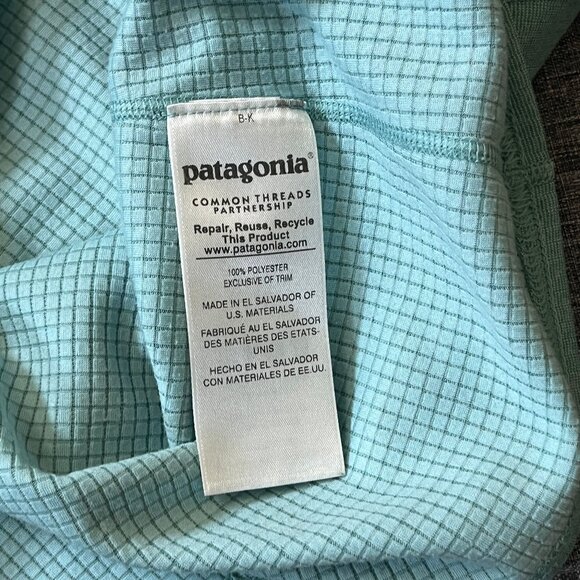 B-K
patagonia®
COMMON THREADS
PARTNERSHIP
Repair, Reuse, Recycle
This Product
www.patagonia.com
100% POLYESTER
EXCLUSIVE OF TRIM
MADE IN EL SALVADOR OF
U.S. MATERIALS
FABRIQUÉ AU EL SALVADOR
DES MATIÈRES DES ETATS-
UNIS
HECHO EN EL SALVADOR
CON MATERIALES DE EE.UU.